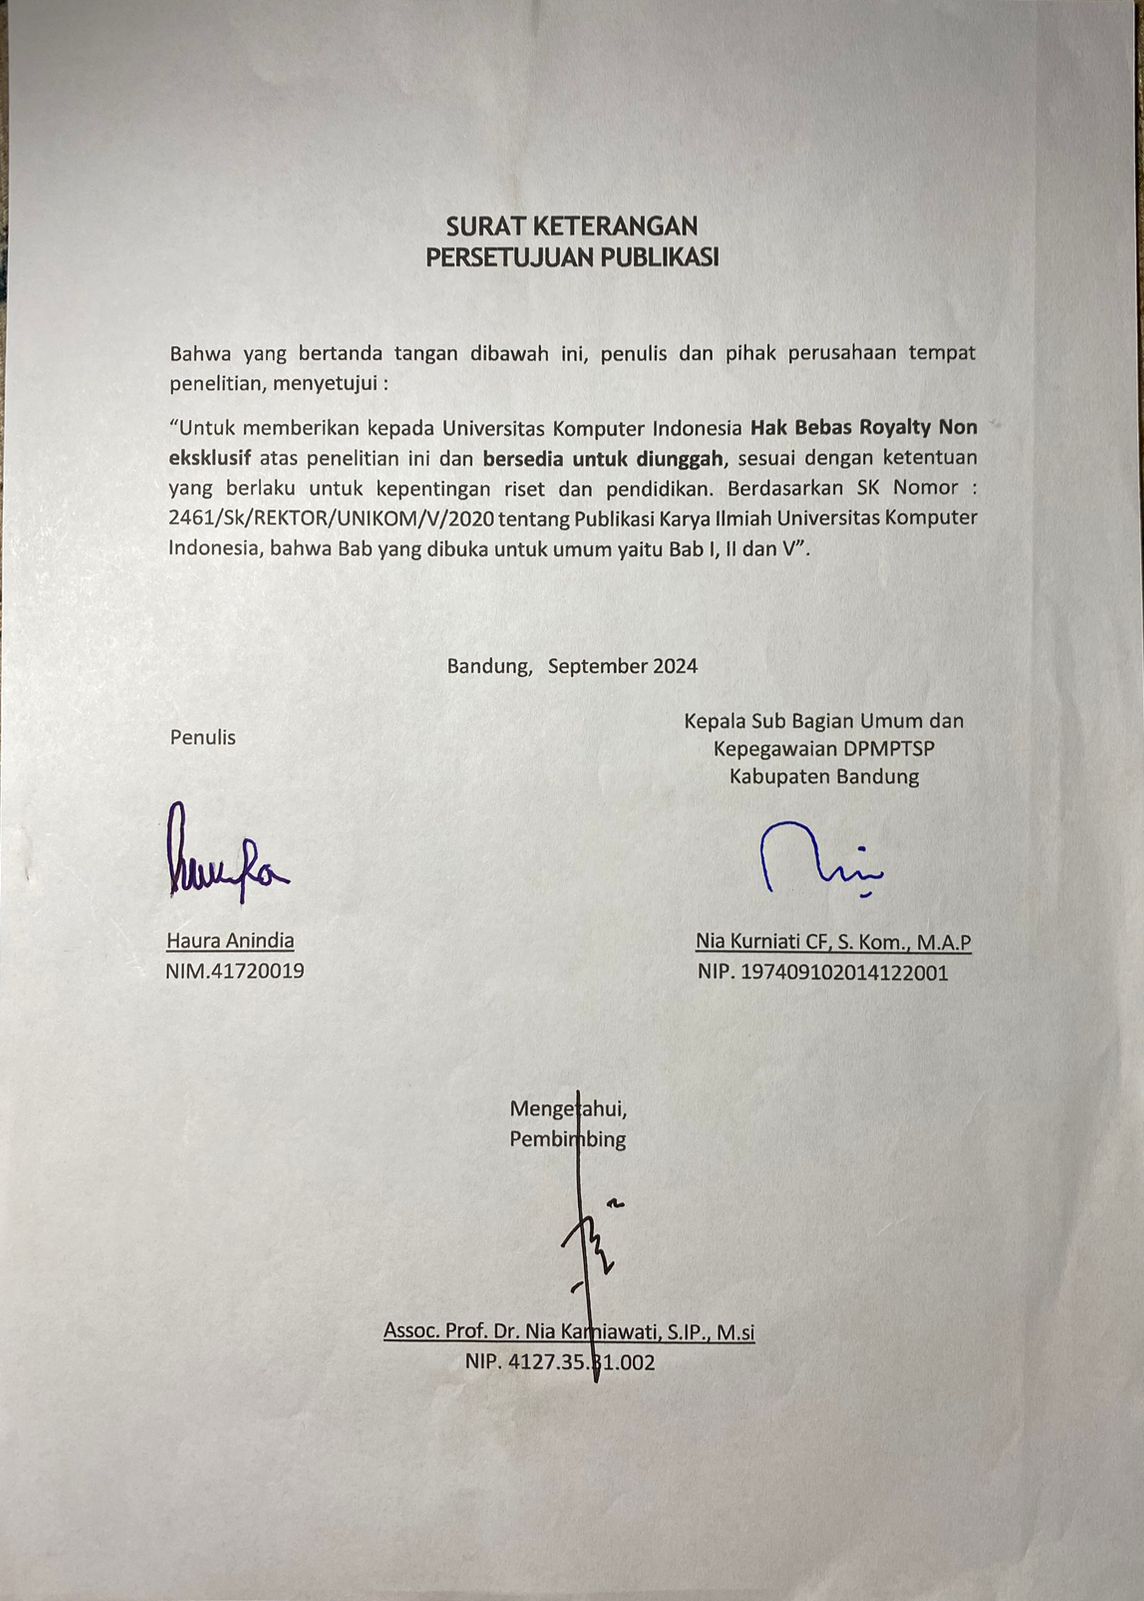 SURAT KETERANGAN
PERSETUJUAN PUBLIKASI
Bahwa yang bertanda tangan dibawah ini, penulis dan pihak perusahaan tempat
penelitian, menyetujui :
“Untuk memberikan kepada Universitas Komputer Indonesia Hak Bebas Royalty Non
eksklusif atas penelitian ini dan bersedia untuk diunggah, sesuai dengan ketentuan
yang berlaku untuk kepentingan riset dan pendidikan. Berdasarkan SK Nomor :
2461/Sk/REKTOR/UNIKOM/V/2020 tentang Publikasi Karya Ilmiah Universitas Komputer
Indonesia, bahwa Bab yang dibuka untuk umum yaitu Bab I, II dan V”.
Bandung, September 2024
Penulis
Kepala Sub Bagian Umum dan
Kepegawaian DPMPTSP
Kabupaten Bandung
Haura Anindia
NIM.41720019
Nia Kurniati CF, S. Kom., M.A.P
NIP. 197409102014122001
Mengetahui,
Pembimbing
Assoc. Prof. Dr. Nia Karniawati, S.IP., M.si
NIP. 4127.35.31.002